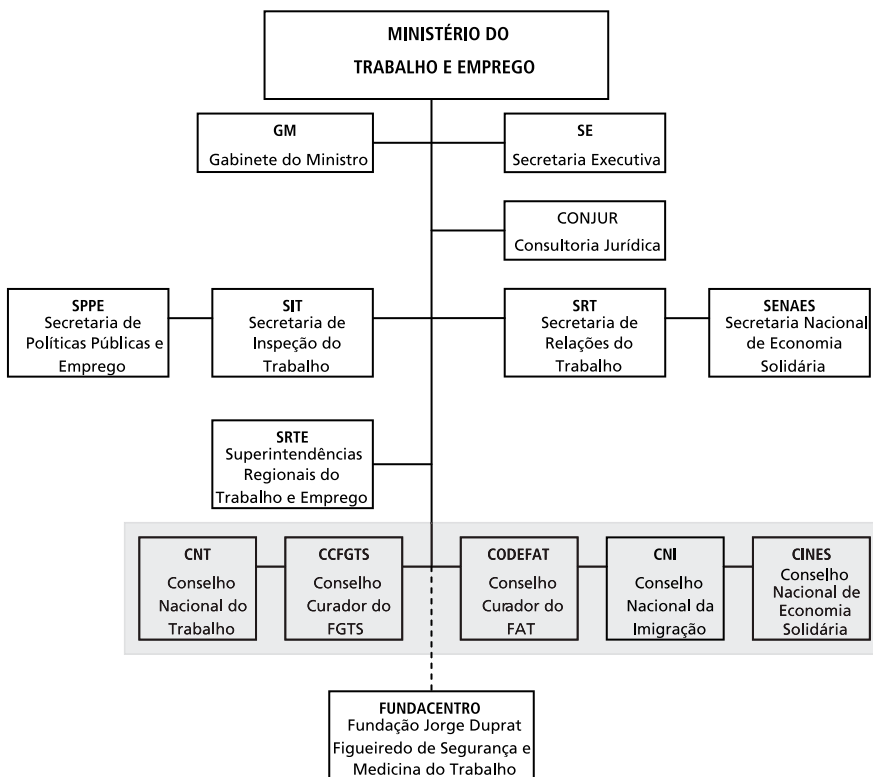 MINISTÉRIO DO
TRABALHO E EMPREGO
GM
Gabinete do Ministro
SE
Secretaria Executiva
CONJUR
Consultoria Jurídica
SPPE
Secretaria de
Políticas Públicas e
Emprego
SIT
Secretaria de
Inspeção do
Trabalho
SRT
Secretaria de
Relações do
Trabalho
SENAES
Secretaria Nacional
de Economia
Solidária
SRTE
Superintendências
Regionais do
Trabalho e Emprego
CNT
Conselho
Nacional do
Trabalho
CCFGTS
Conselho
Curador do
FGTS
CODEFAT
Conselho
Curador do
FAT
CNI
Conselho
Nacional da
Imigração
CINES
Conselho
Nacional de
Economia
Solidária
FUNDACENTRO
Fundação Jorge Duprat
Figueiredo de Segurança e
Medicina do Trabalho